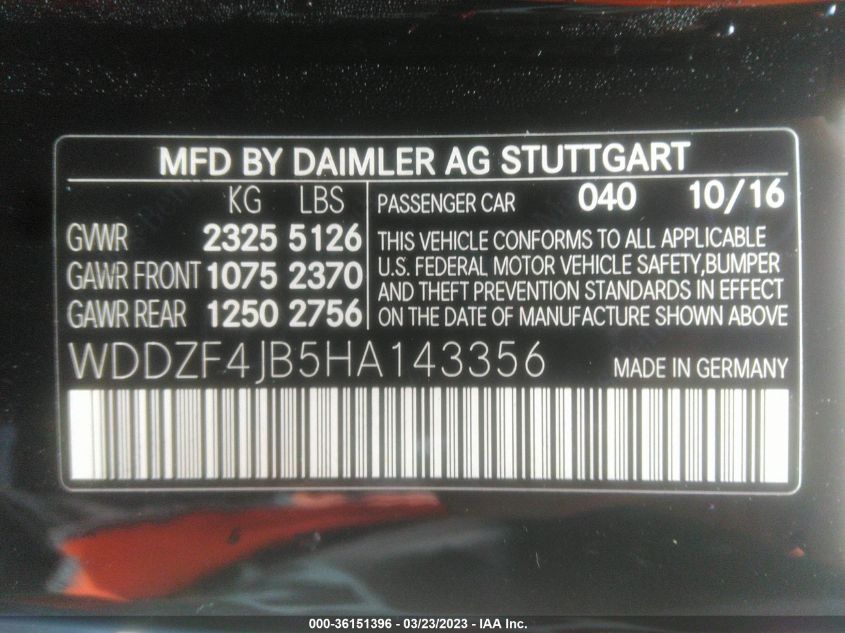 MFD BY DAIMLER AG STUTTGART
KG LBS
GVWR 2325 5126
GAWR FRONT 1075 2370
GAWR REAR 1250 2756
PASSENGER CAR 040 10/16
THIS VEHICLE CONFORMS TO ALL APPLICABLE
U.S. FEDERAL MOTOR VEHICLE SAFETY,BUMPER
AND THEFT PREVENTION STANDARDS IN EFFECT
ON THE DATE OF MANUFACTURE SHOWN ABOVE
WDDZF4JB5HA143356 MADE IN GERMANY
000-36151396 - 03/23/2023 - IAA Inc.